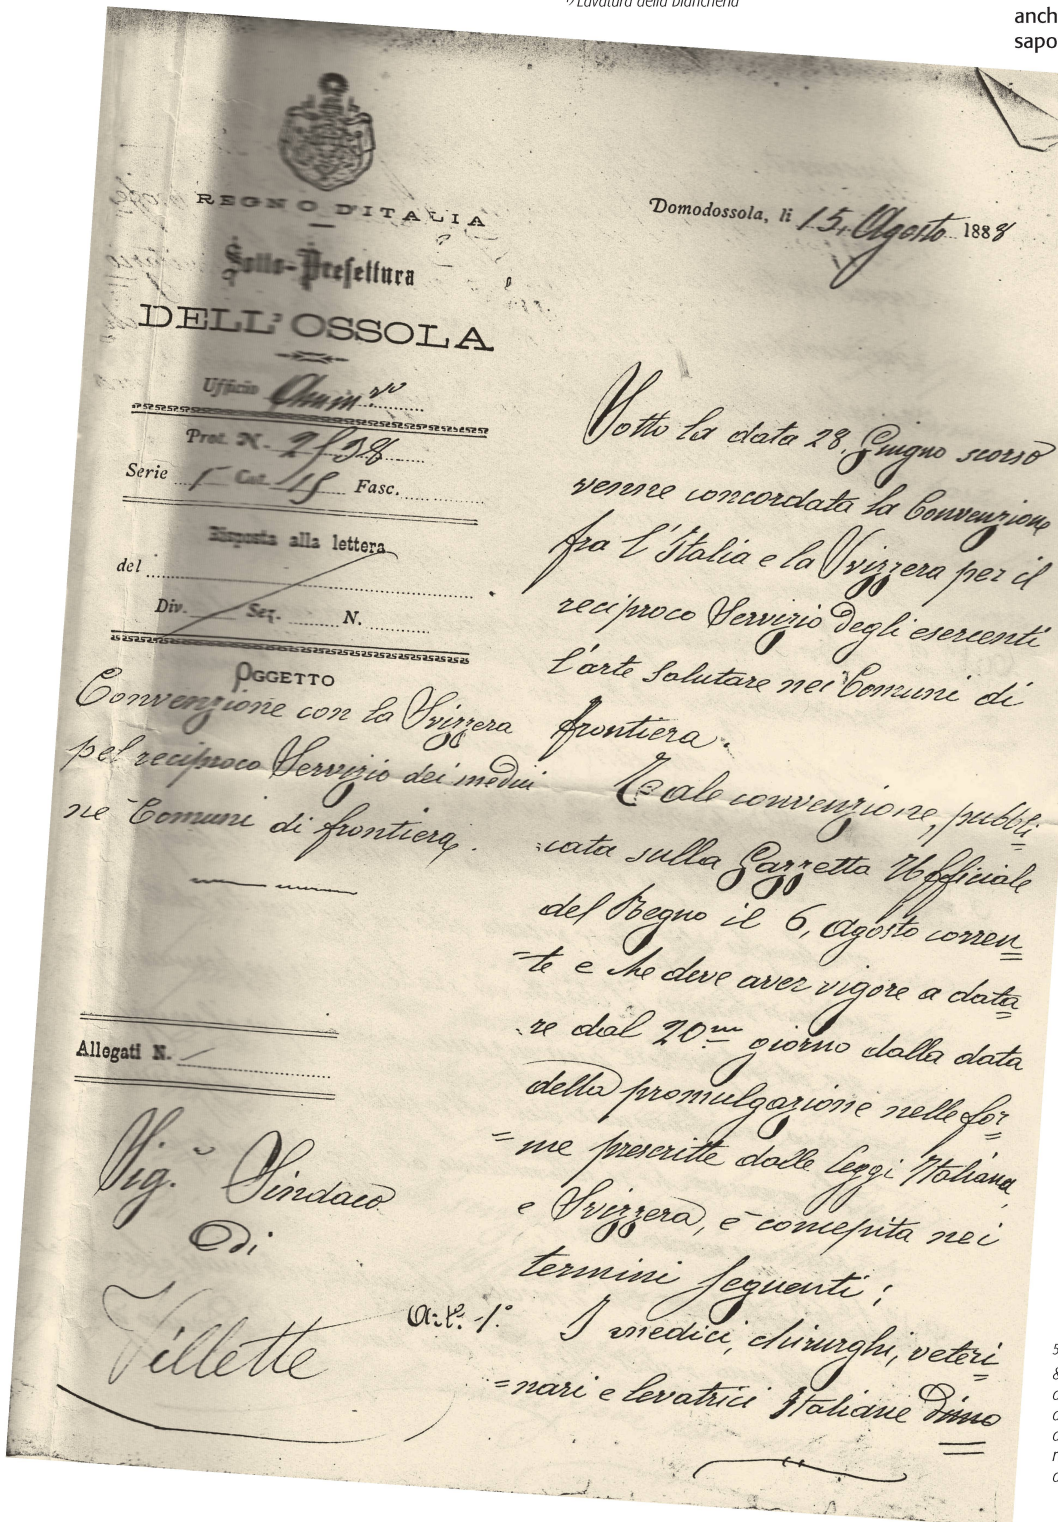 Lavatura della biancheria
anch
sapo
REGNO D'ITALIA
Sotto-Prefettura
DELL'OSSOLA
Ufficio
Prot. N.
Serie Cat. 15 Fasc.
Risposta alla lettera
del
Div. Sez. N.
OGGETTO
Convenzione con la Svizzera
pel reciproco Servizio dei medici
ne Comuni di frontiera.
Allegati N.
Sig. Sindaco
Di
Villette
Domodossola, li 15, Agosto 1888
Sotto la data 28. Giugno scorso
venne concordata la Convenzione
fra l'Italia e la Svizzera per il
reciproco Servizio degli esercenti
l'arte salutare nei Comuni di
frontiera.
Teale convenzione, pubbli=
=cata sulla Gazzetta Ufficiale
del Regno il 6, agosto corren=
=te e che deve aver vigore a data=
=re dal 20mo giorno dalla data
della promulgazione nelle for=
=me prescritte dalle leggi Italiana,
e Svizzera, è concepita nei
termini seguenti;
Art. 1° I medici, chirurghi, veteri=
=nari e levatrici Italiane